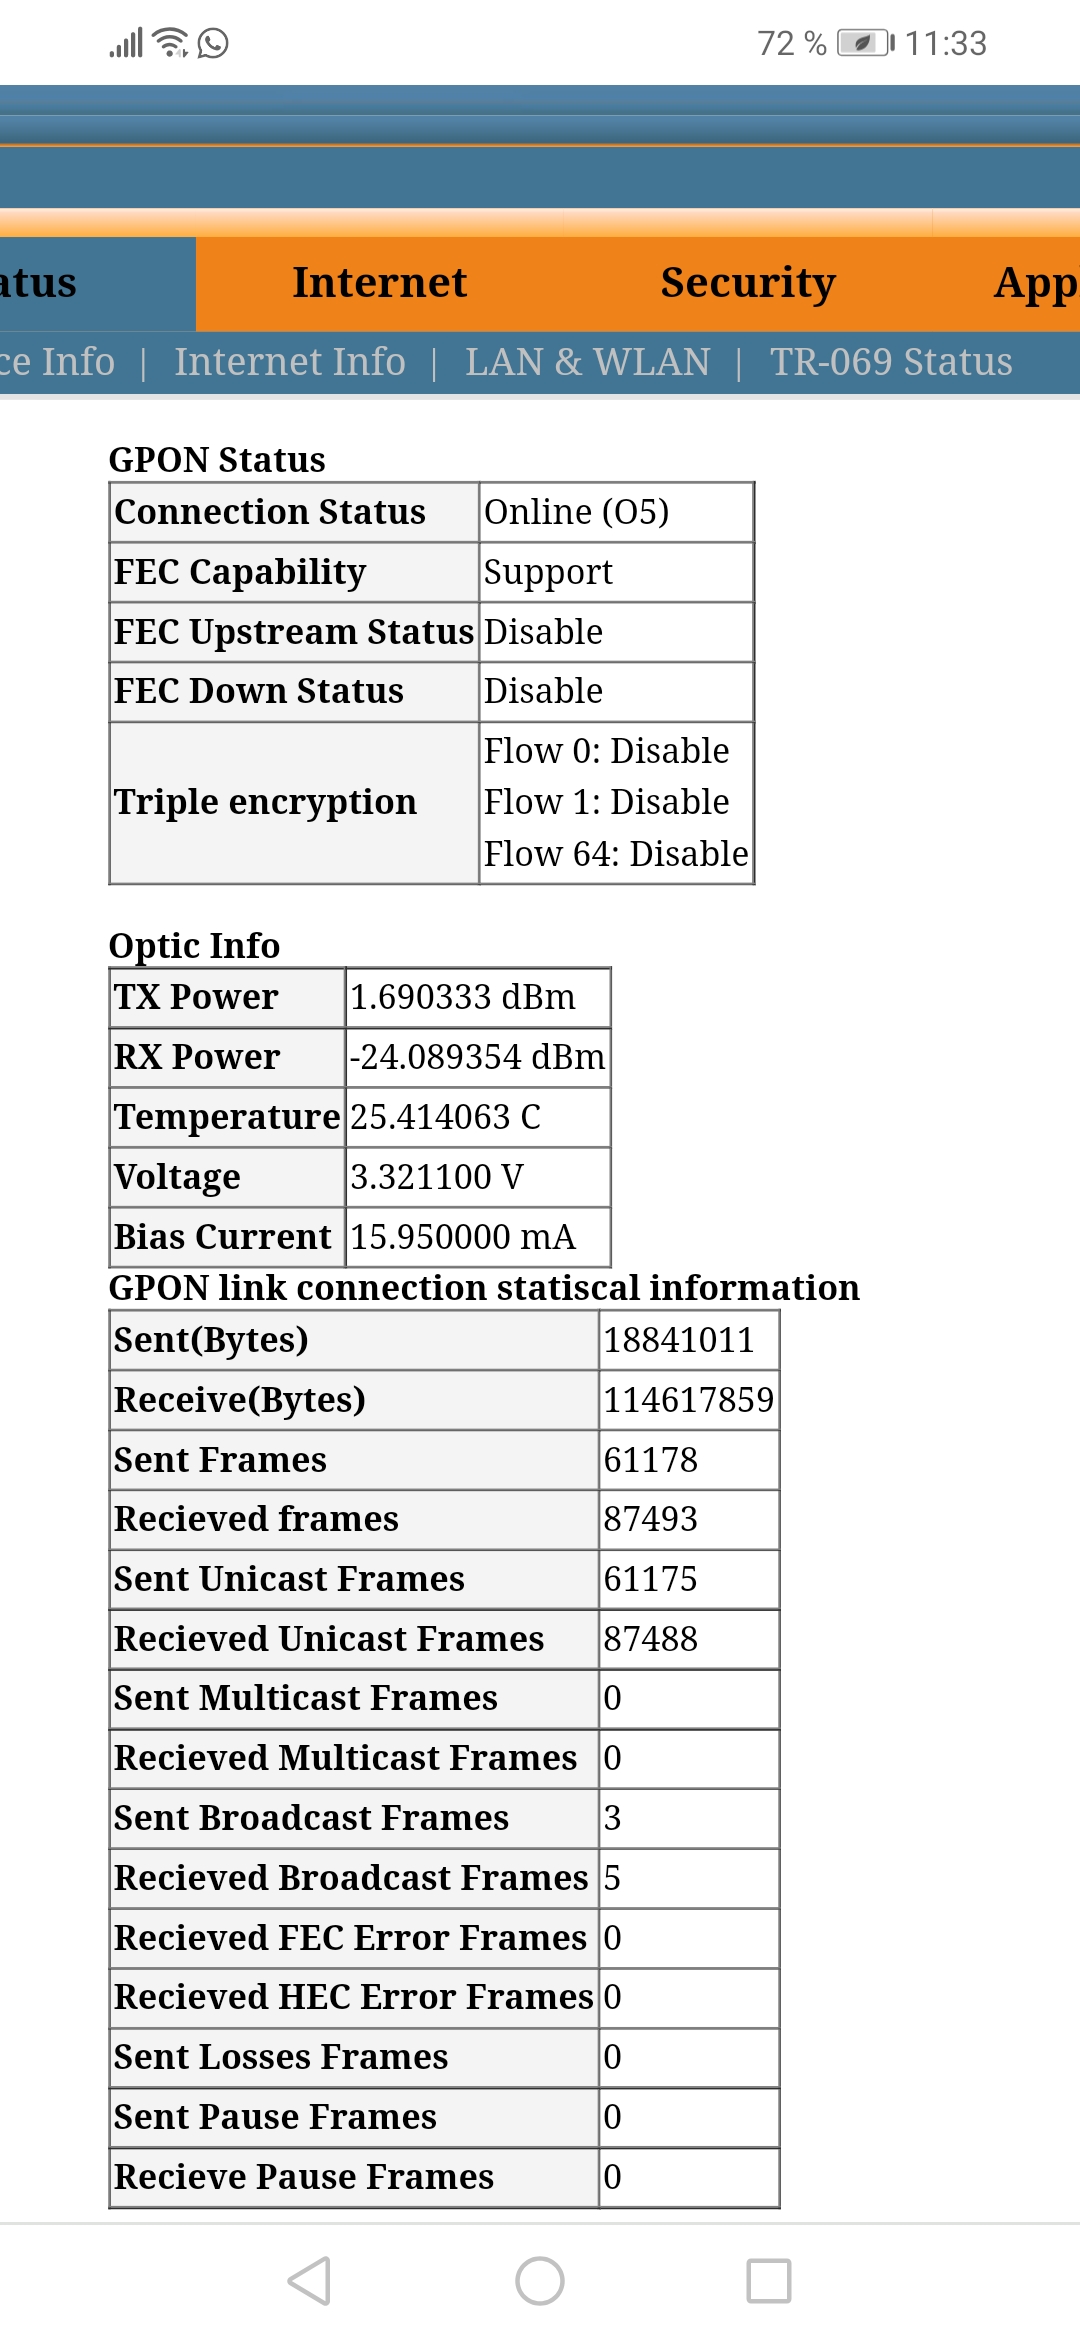 72 % 11:33
atus Internet Security App
ce Info | Internet Info | LAN & WLAN | TR-069 Status
GPON Status
Connection Status Online (O5)
FEC Capability Support
FEC Upstream Status Disable
FEC Down Status Disable
Triple encryption Flow 0: Disable
Flow 1: Disable
Flow 64: Disable
Optic Info
TX Power 1.690333 dBm
RX Power -24.089354 dBm
Temperature 25.414063 C
Voltage 3.321100 V
Bias Current 15.950000 mA
GPON link connection statiscal information
Sent(Bytes) 18841011
Receive(Bytes) 114617859
Sent Frames 61178
Recieved frames 87493
Sent Unicast Frames 61175
Recieved Unicast Frames 87488
Sent Multicast Frames 0
Recieved Multicast Frames 0
Sent Broadcast Frames 3
Recieved Broadcast Frames 5
Recieved FEC Error Frames 0
Recieved HEC Error Frames 0
Sent Losses Frames 0
Sent Pause Frames 0
Recieve Pause Frames 0